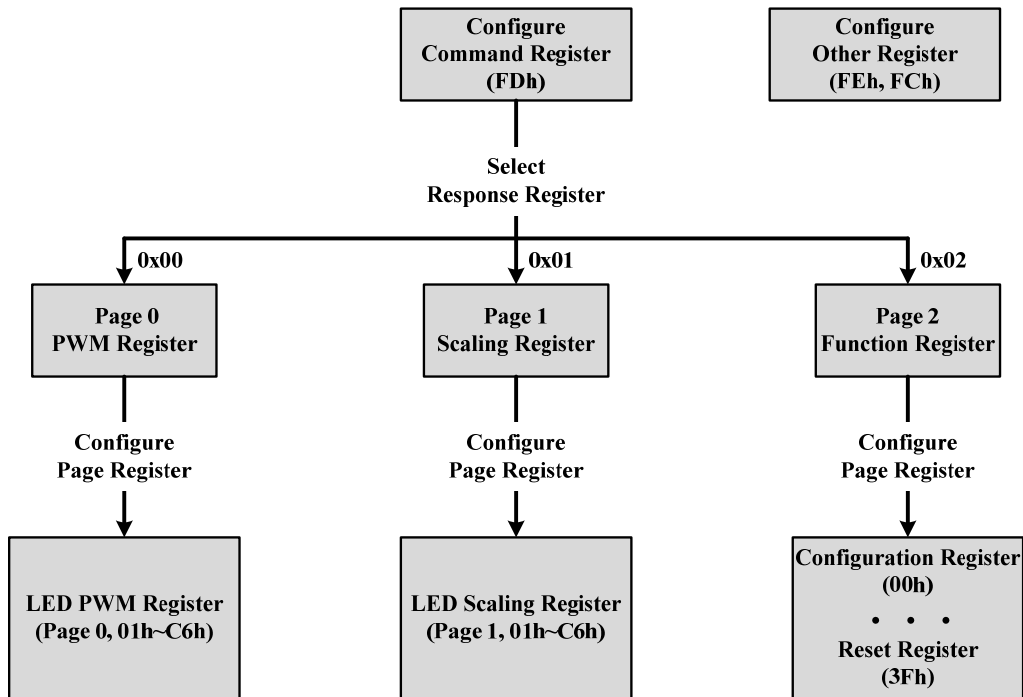 Configure
Command Register
(FDh)
Configure
Other Register
(FEh, FCh)
Select
Response Register
0x00
0x01
0x02
Page 0
PWM Register
Page 1
Scaling Register
Page 2
Function Register
Configure
Page Register
Configure
Page Register
Configure
Page Register
LED PWM Register
(Page 0, 01h~C6h)
LED Scaling Register
(Page 1, 01h~C6h)
Configuration Register
(00h)
• • •
Reset Register
(3Fh)